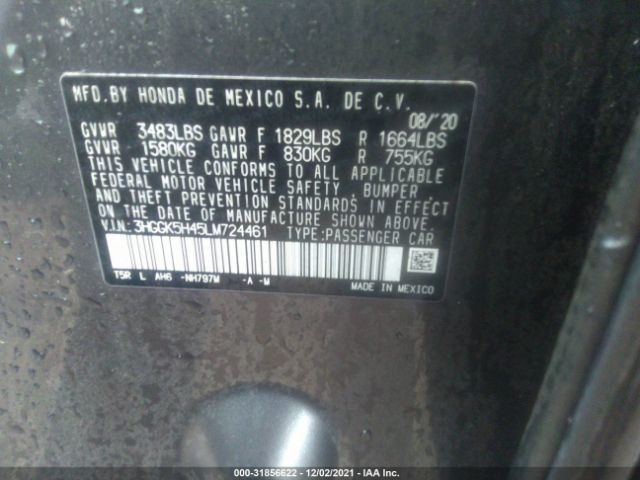 MFD.BY HONDA DE MEXICO S.A. DE C.V.
08/'20
GVWR 3483LBS GAWR F 1829LBS R 1664LBS
GVWR 1580KG GAWR F 830KG R 755KG
THIS VEHICLE CONFORMS TO ALL APPLICABLE
FEDERAL MOTOR VEHICLE SAFETY, BUMPER,
AND THEFT PREVENTION STANDARDS IN EFFECT ON
THE DATE OF MANUFACTURE SHOWN ABOVE.
V.I.N: 3HGGK5H45LM724461 TYPE:PASSENGER CAR
T5R L AH6 -NH797M -A -M
MADE IN MEXICO
000-31856622 - 12/02/2021 - IAA Inc.